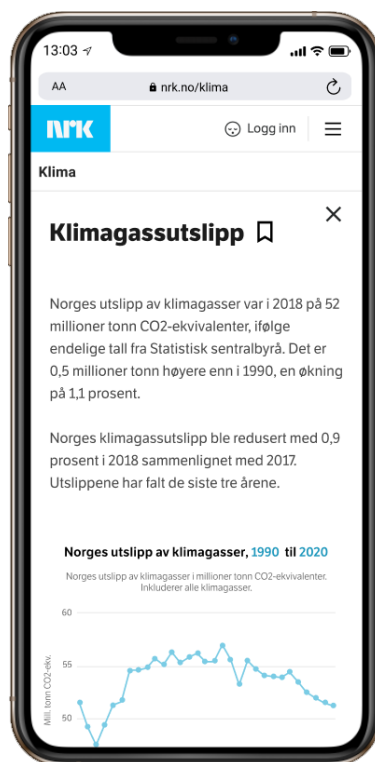 13:03
AA
nrk.no/klima
NRK
Logg inn
Klima
Klimagassutslipp
Norges utslipp av klimagasser var i 2018 på 52
millioner tonn CO2-ekvivalenter, ifølge
endelige tall fra Statistisk sentralbyrå. Det er
0,5 millioner tonn høyere enn i 1990, en økning
på 1,1 prosent.
Norges klimagassutslipp ble redusert med 0,9
prosent i 2018 sammenlignet med 2017.
Utslippene har falt de siste tre årene.
Norges utslipp av klimagasser, 1990 til 2020
Norges utslipp av klimagasser i millioner tonn CO2-ekvivalenter.
Inkluderer alle klimagasser.
Mill. tonn CO2-ekv.
60
55
50